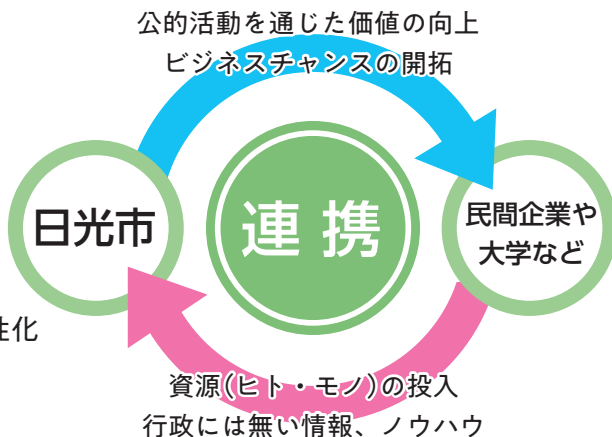 公的活動を通じた価値の向上
ビジネスチャンスの開拓
日光市
連携
民間企業や
大学など
性化
資源(ヒト・モノ)の投入
行政には無い情報、ノウハウ